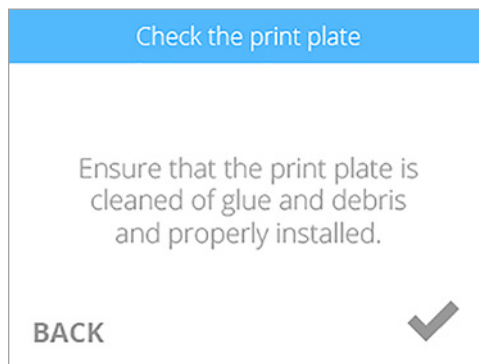 Check the print plate
Ensure that the print plate is
cleaned of glue and debris
and properly installed.
BACK